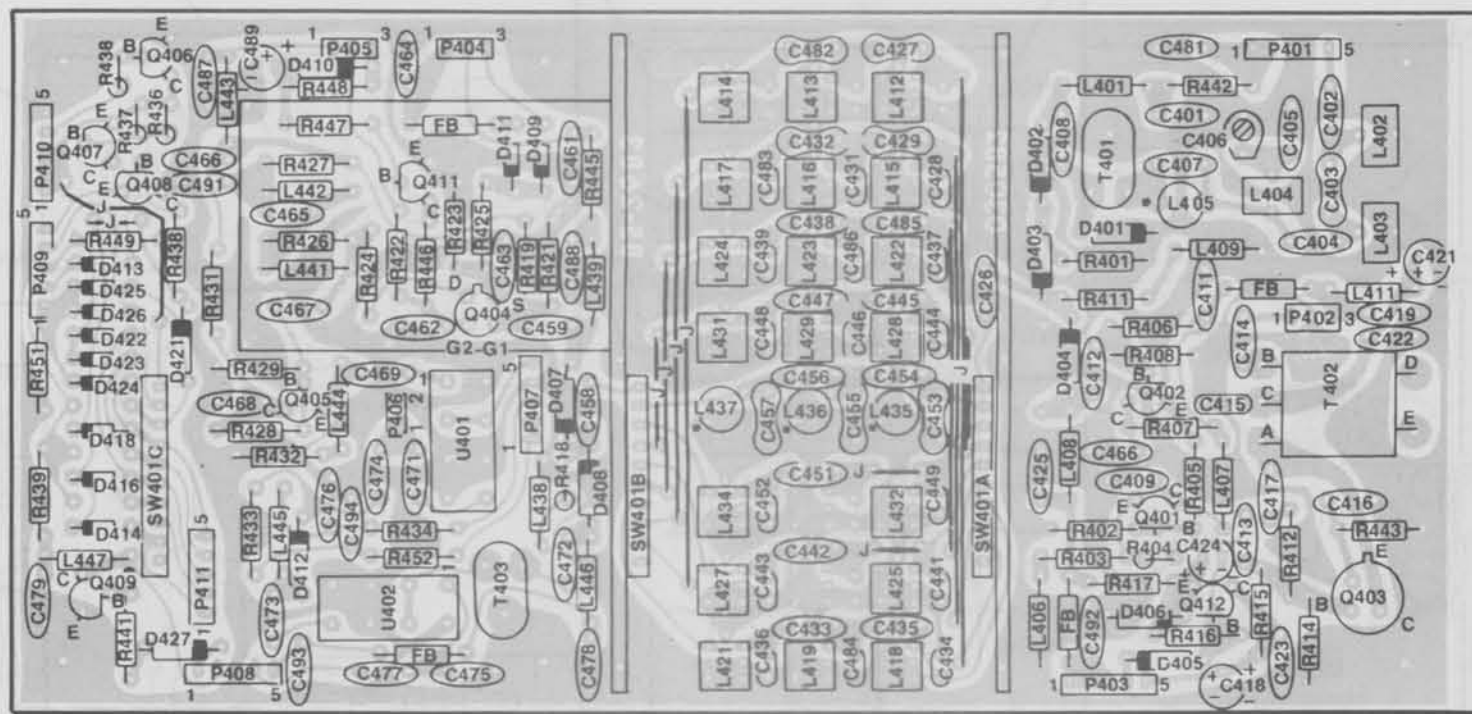 R438 B Q406 E C C487 L443 C489 + - 1 P405 3 D410 R448 C464 1 P404 3
C482 C427
C481 1 P401 5
5 P410 1 R437 R436 E B Q407 C
R447 FB D411 D409 C461 R445
L414 L413 L412
L401 R442 C401 C406 C405 C402 L402
D402 C408 T401 C407
C466 B Q408 E C C491
R427 L442 B E Q411 C
C432 C429
L417 C483 L416 C431 L415 C428
L405 L404 C403 L403
5 P409 1 J R449 R438 R431
C465 R426 L441 R424 R422 R446 R423 R425 C463 R419 R421 C488 L439
C438 C485
L424 C439 L423 C486 L422 C437 C426
D403 D401 R401 L409 C404 C421 + -
D413
D425
D426
D422
D423
D424
D421 R451
C467 C462 D Q404 S C459
G2-G1
C447 C445
L431 C448 L429 C446 L428 C444
J J J J
R411 C411 FB L411 + 1 P402 3 C419 C422
R406 R408 C414 D404 C412
R429 C469 B Q405 C E C468 R428 L444 R432
1 2 P406 1 U401 5 P407 1 D407 C458
C456 C454
L437 C457 L436 C455 L435 C453
B Q402 C E C415 R407 B C A T402 D E
D418 D416 D414 R439 SW401C
C474 C471 C476 C494 R434 R452 1
L438 R418 D408
SW401B SW401A
C451 J
L434 C452 L432 C449
C442 J
C425 L408 C466 C409 R405 L407 C417 C416
R402 E Q401 C B R403 R404 C424 + - C413 R412 R443
L447 C Q409 B E C479 R441
5 P411 1 R433 L445 D412 C473
U402 T403 C472 L446
L427 C443 L425 C441
R417 E Q412 C B R415 R414 E B Q403 C
D427 1 P408 5 C493
FB C477 C475 C478
C433 C435
L421 C436 L419 C484 L418 C434
L406 FB C492 D406 R416 D405
1 P403 5 + - C418 C423